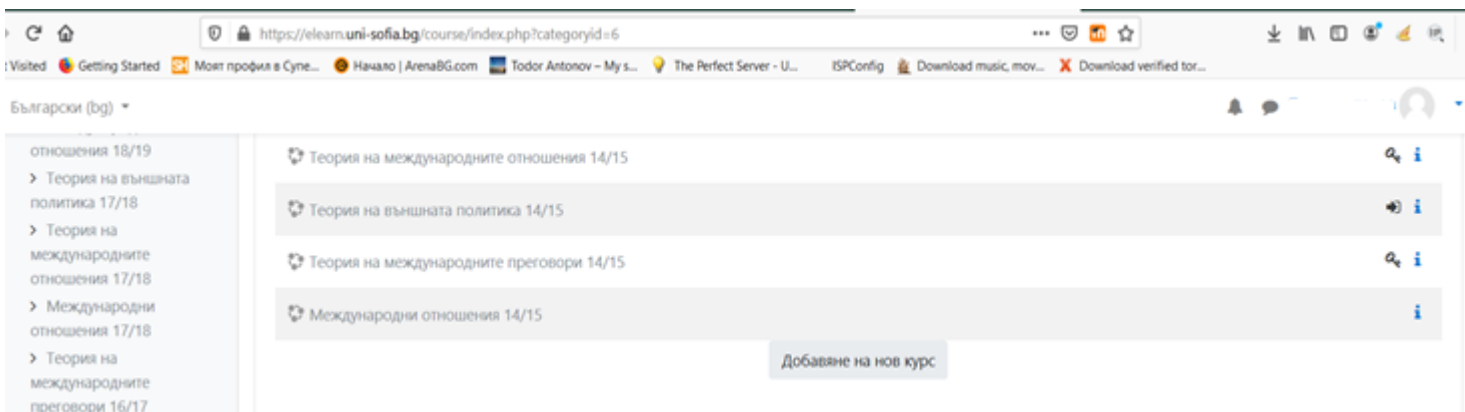 https://elearn.uni-sofia.bg/course/index.php?categoryid=6
Visited Getting Started Моят профил в Супе... Начало | ArenaBG.com Todor Antonov – My s... The Perfect Server - U... ISPConfig Download music, mov... Download verified tor...
Български (bg)
отношения 18/19
Теория на външната
политика 17/18
Теория на
международните
отношения 17/18
Международни
отношения 17/18
Теория на
международните
преговори 16/17
Теория на международните отношения 14/15
Теория на външната политика 14/15
Теория на международните преговори 14/15
Международни отношения 14/15
Добавяне на нов курс